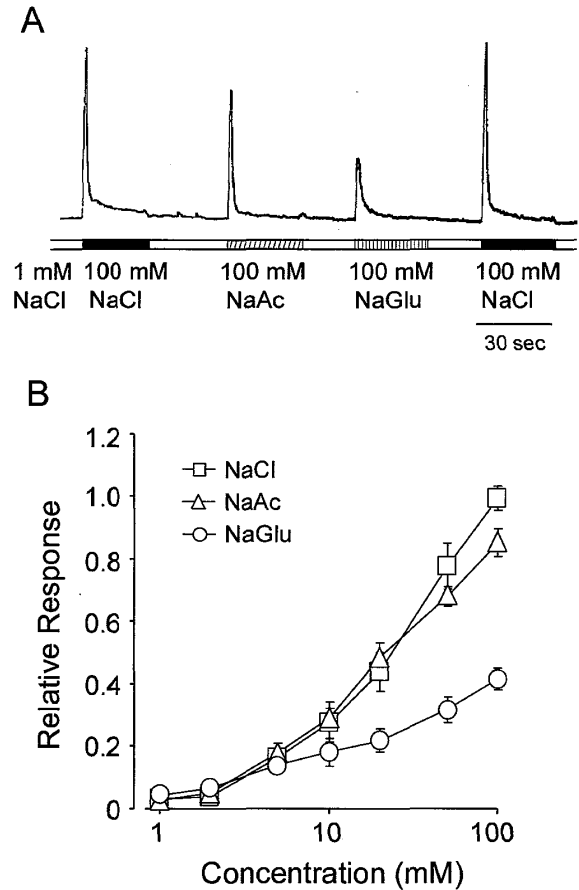 A
1 mM 100 mM 100 mM 100 mM 100 mM
NaCl NaCl NaAc NaGlu NaCl
30 sec
B
1.2
1.0
0.8
0.6
0.4
0.2
0
Relative Response
NaCl
NaAc
NaGlu
1 10 100
Concentration (mM)